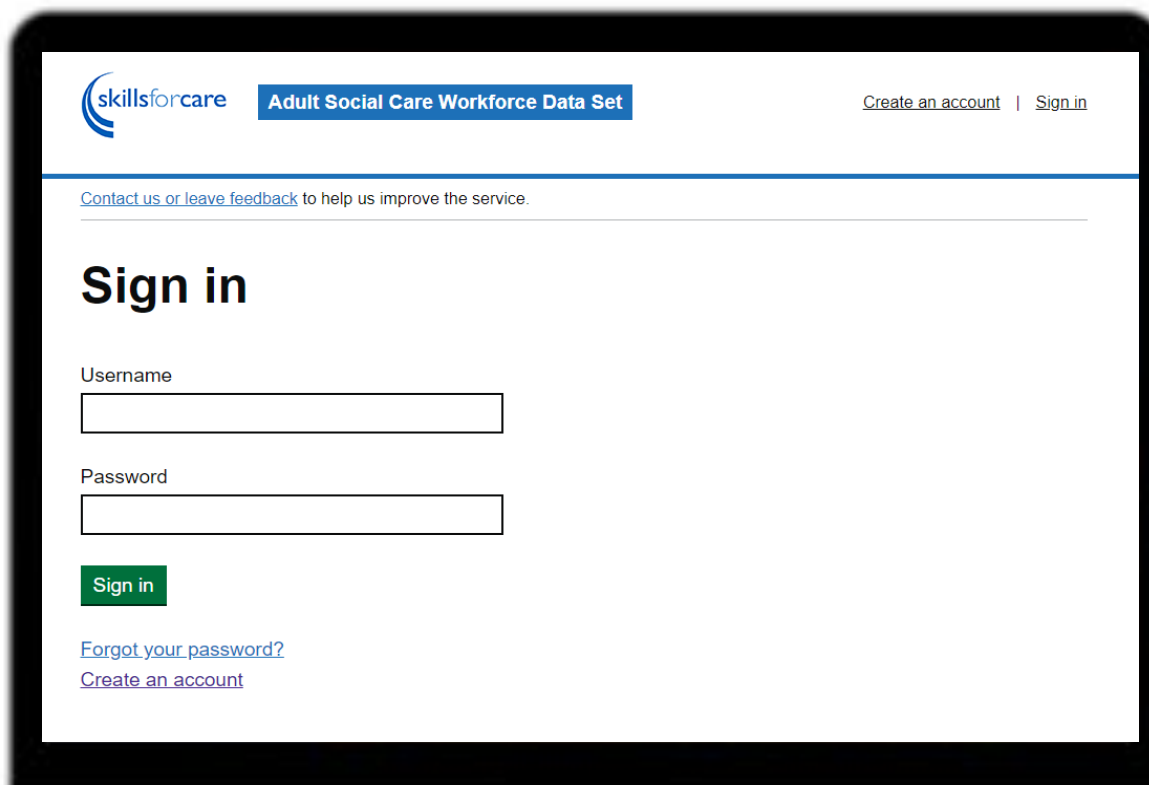 skillsforcare
Adult Social Care Workforce Data Set
Create an account | Sign in
Contact us or leave feedback to help us improve the service.
Sign in
Username
Password
Sign in
Forgot your password?
Create an account